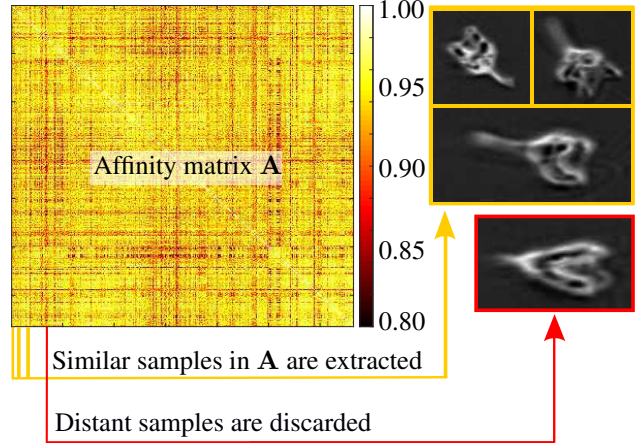 1.00
0.95
Affinity matrix A
0.90
0.85
0.80
Similar samples in A are extracted
Distant samples are discarded